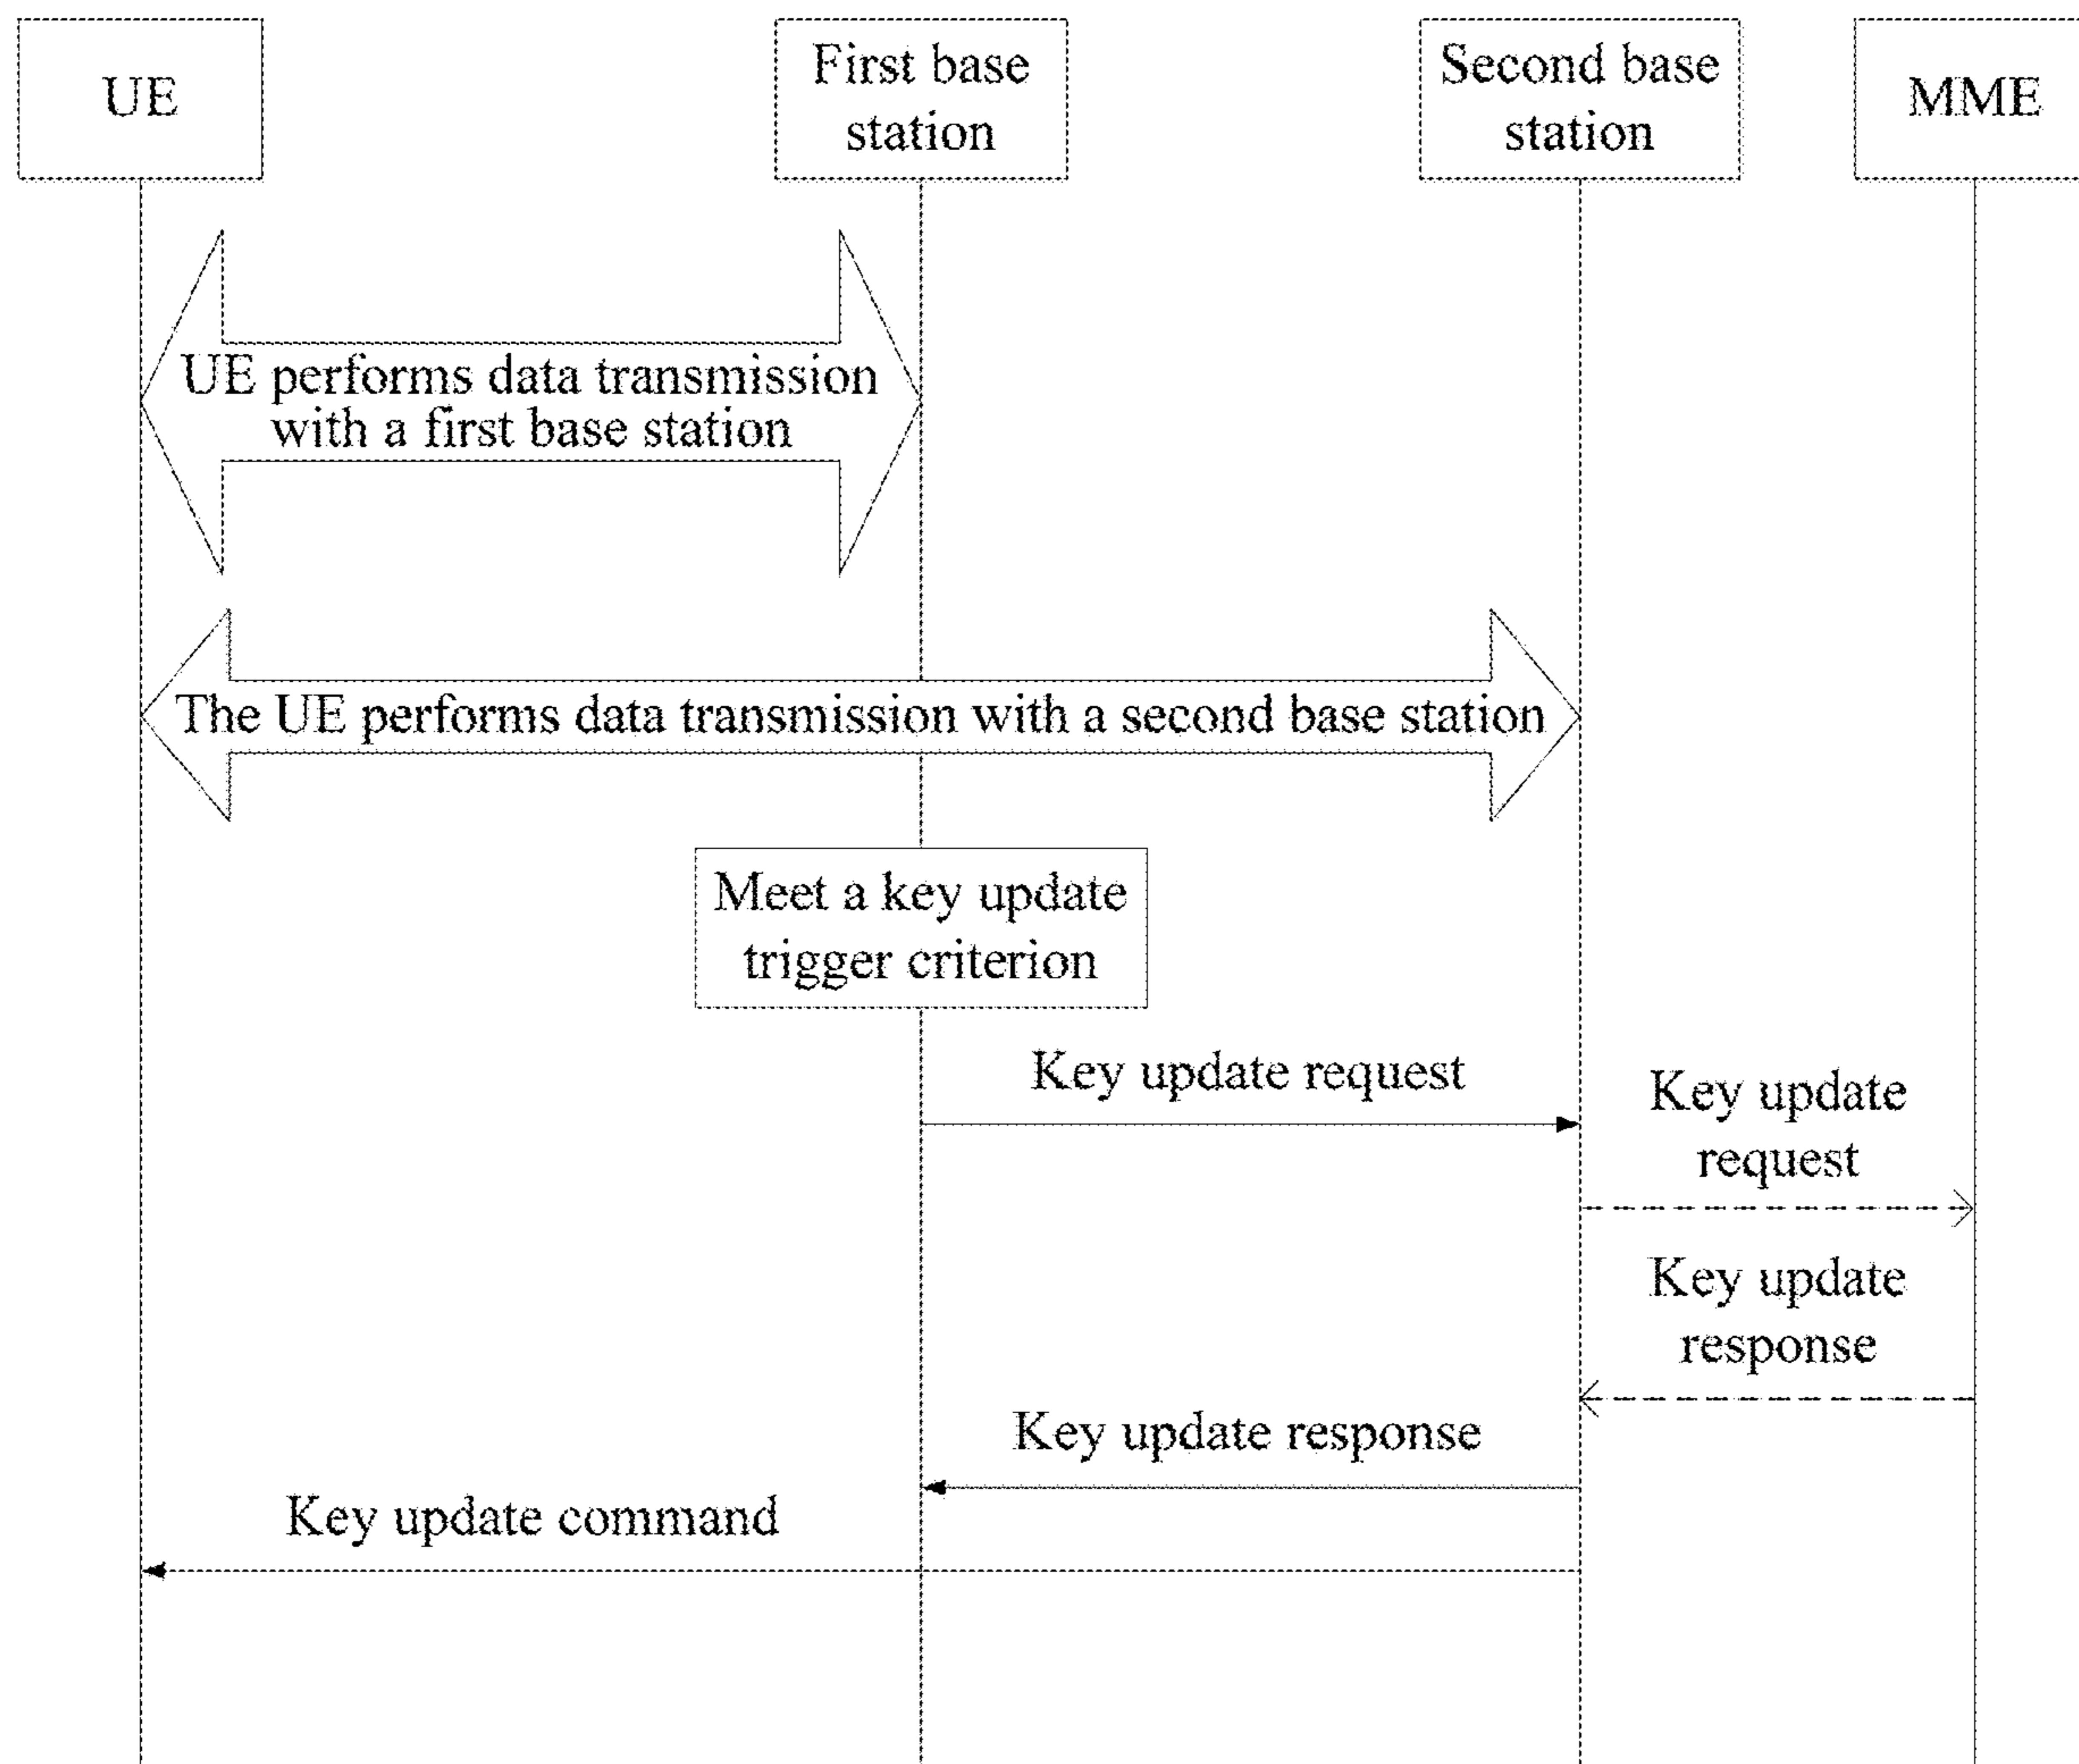 UE
First base
station
Second base
station
MME
UE performs data transmission
with a first base station
The UE performs data transmission with a second base station
Meet a key update
trigger criterion
Key update request
Key update
request
Key update
response
Key update response
Key update command